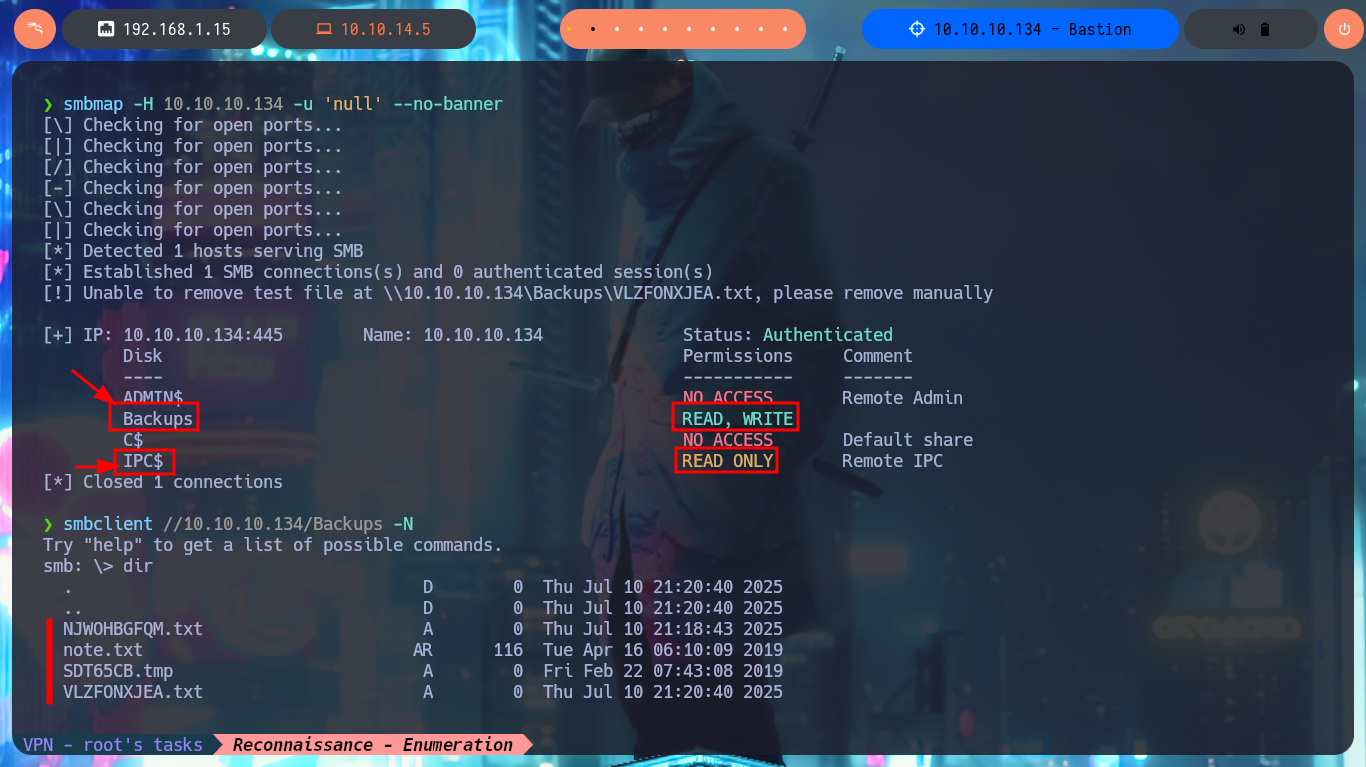 192.168.1.15 10.10.14.5 10.10.10.134 - Bastion
❯ smbmap -H 10.10.10.134 -u 'null' --no-banner
[\] Checking for open ports...
[|] Checking for open ports...
[/] Checking for open ports...
[-] Checking for open ports...
[\] Checking for open ports...
[|] Checking for open ports...
[*] Detected 1 hosts serving SMB
[*] Established 1 SMB connections(s) and 0 authenticated session(s)
[!] Unable to remove test file at \\10.10.10.134\Backups\VLZFONXJEA.txt, please remove manually
[+] IP: 10.10.10.134:445 Name: 10.10.10.134 Status: Authenticated
Disk Permissions Comment
---- ----------- -------
ADMIN$ NO ACCESS Remote Admin
Backups READ, WRITE
C$ NO ACCESS Default share
IPC$ READ ONLY Remote IPC
[*] Closed 1 connections
❯ smbclient //10.10.10.134/Backups -N
Try "help" to get a list of possible commands.
smb: \> dir
. D 0 Thu Jul 10 21:20:40 2025
.. D 0 Thu Jul 10 21:20:40 2025
NJWOHBGFQM.txt A 0 Thu Jul 10 21:18:43 2025
note.txt AR 116 Tue Apr 16 06:10:09 2019
SDT65CB.tmp A 0 Fri Feb 22 07:43:08 2019
VLZFONXJEA.txt A 0 Thu Jul 10 21:20:40 2025
VPN - root's tasks Reconnaissance - Enumeration